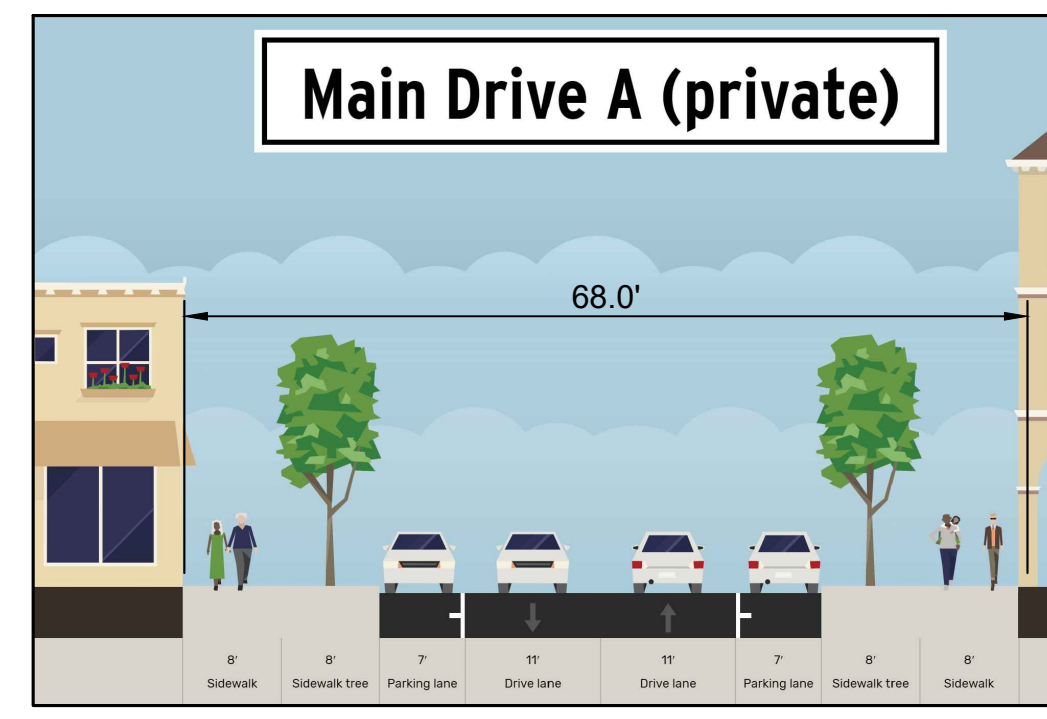 Main Drive A (private)
68.0'
8' 8' 7' 11' 11' 7' 8' 8'
Sidewalk Sidewalk tree Parking lane Drive lane Drive lane Parking lane Sidewalk tree Sidewalk